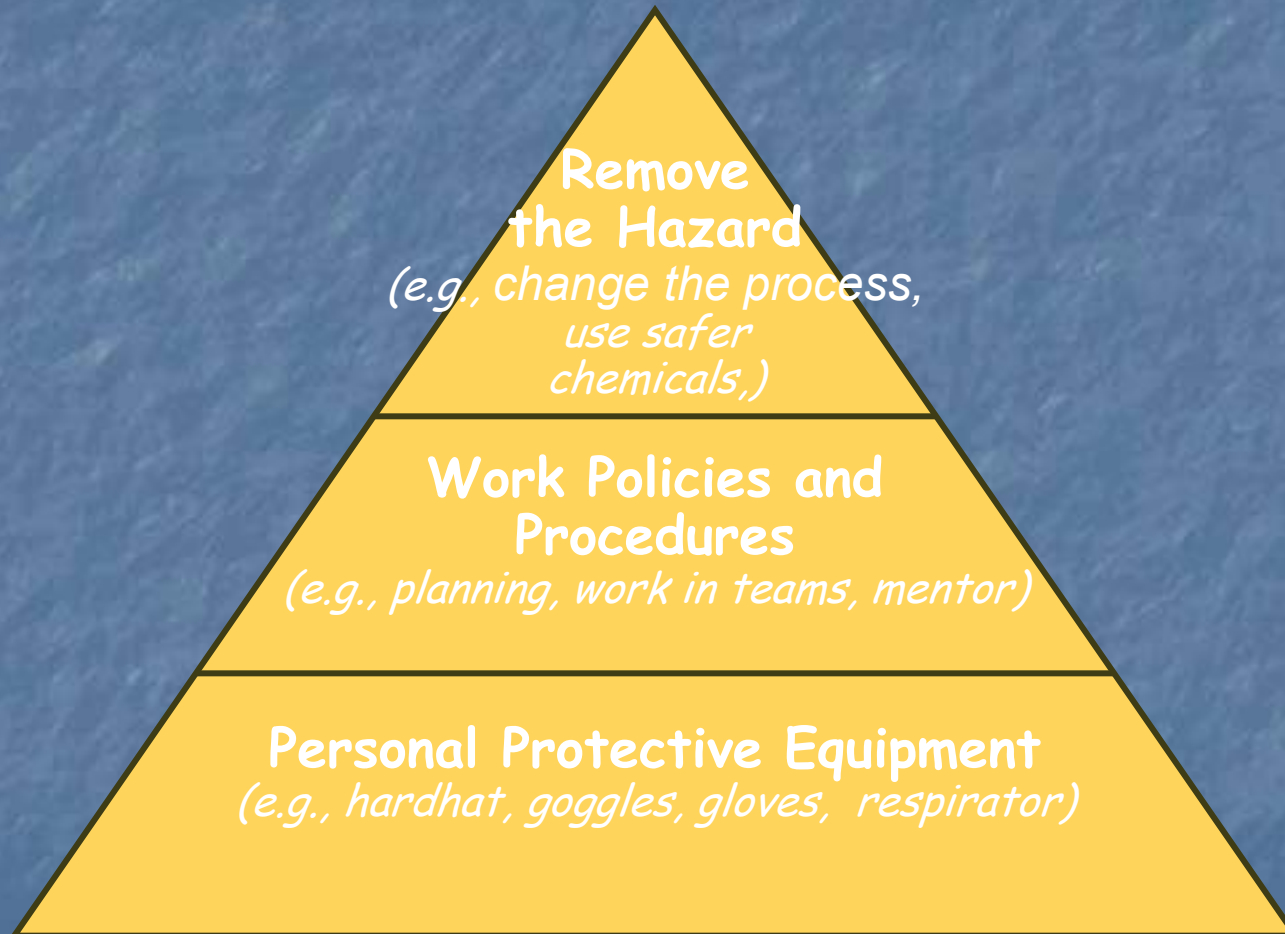 Remove
the Hazard
(e.g., change the process,
use safer
chemicals,)
Work Policies and
Procedures
(e.g., planning, work in teams, mentor)
Personal Protective Equipment
(e.g., hardhat, goggles, gloves,  respirator)